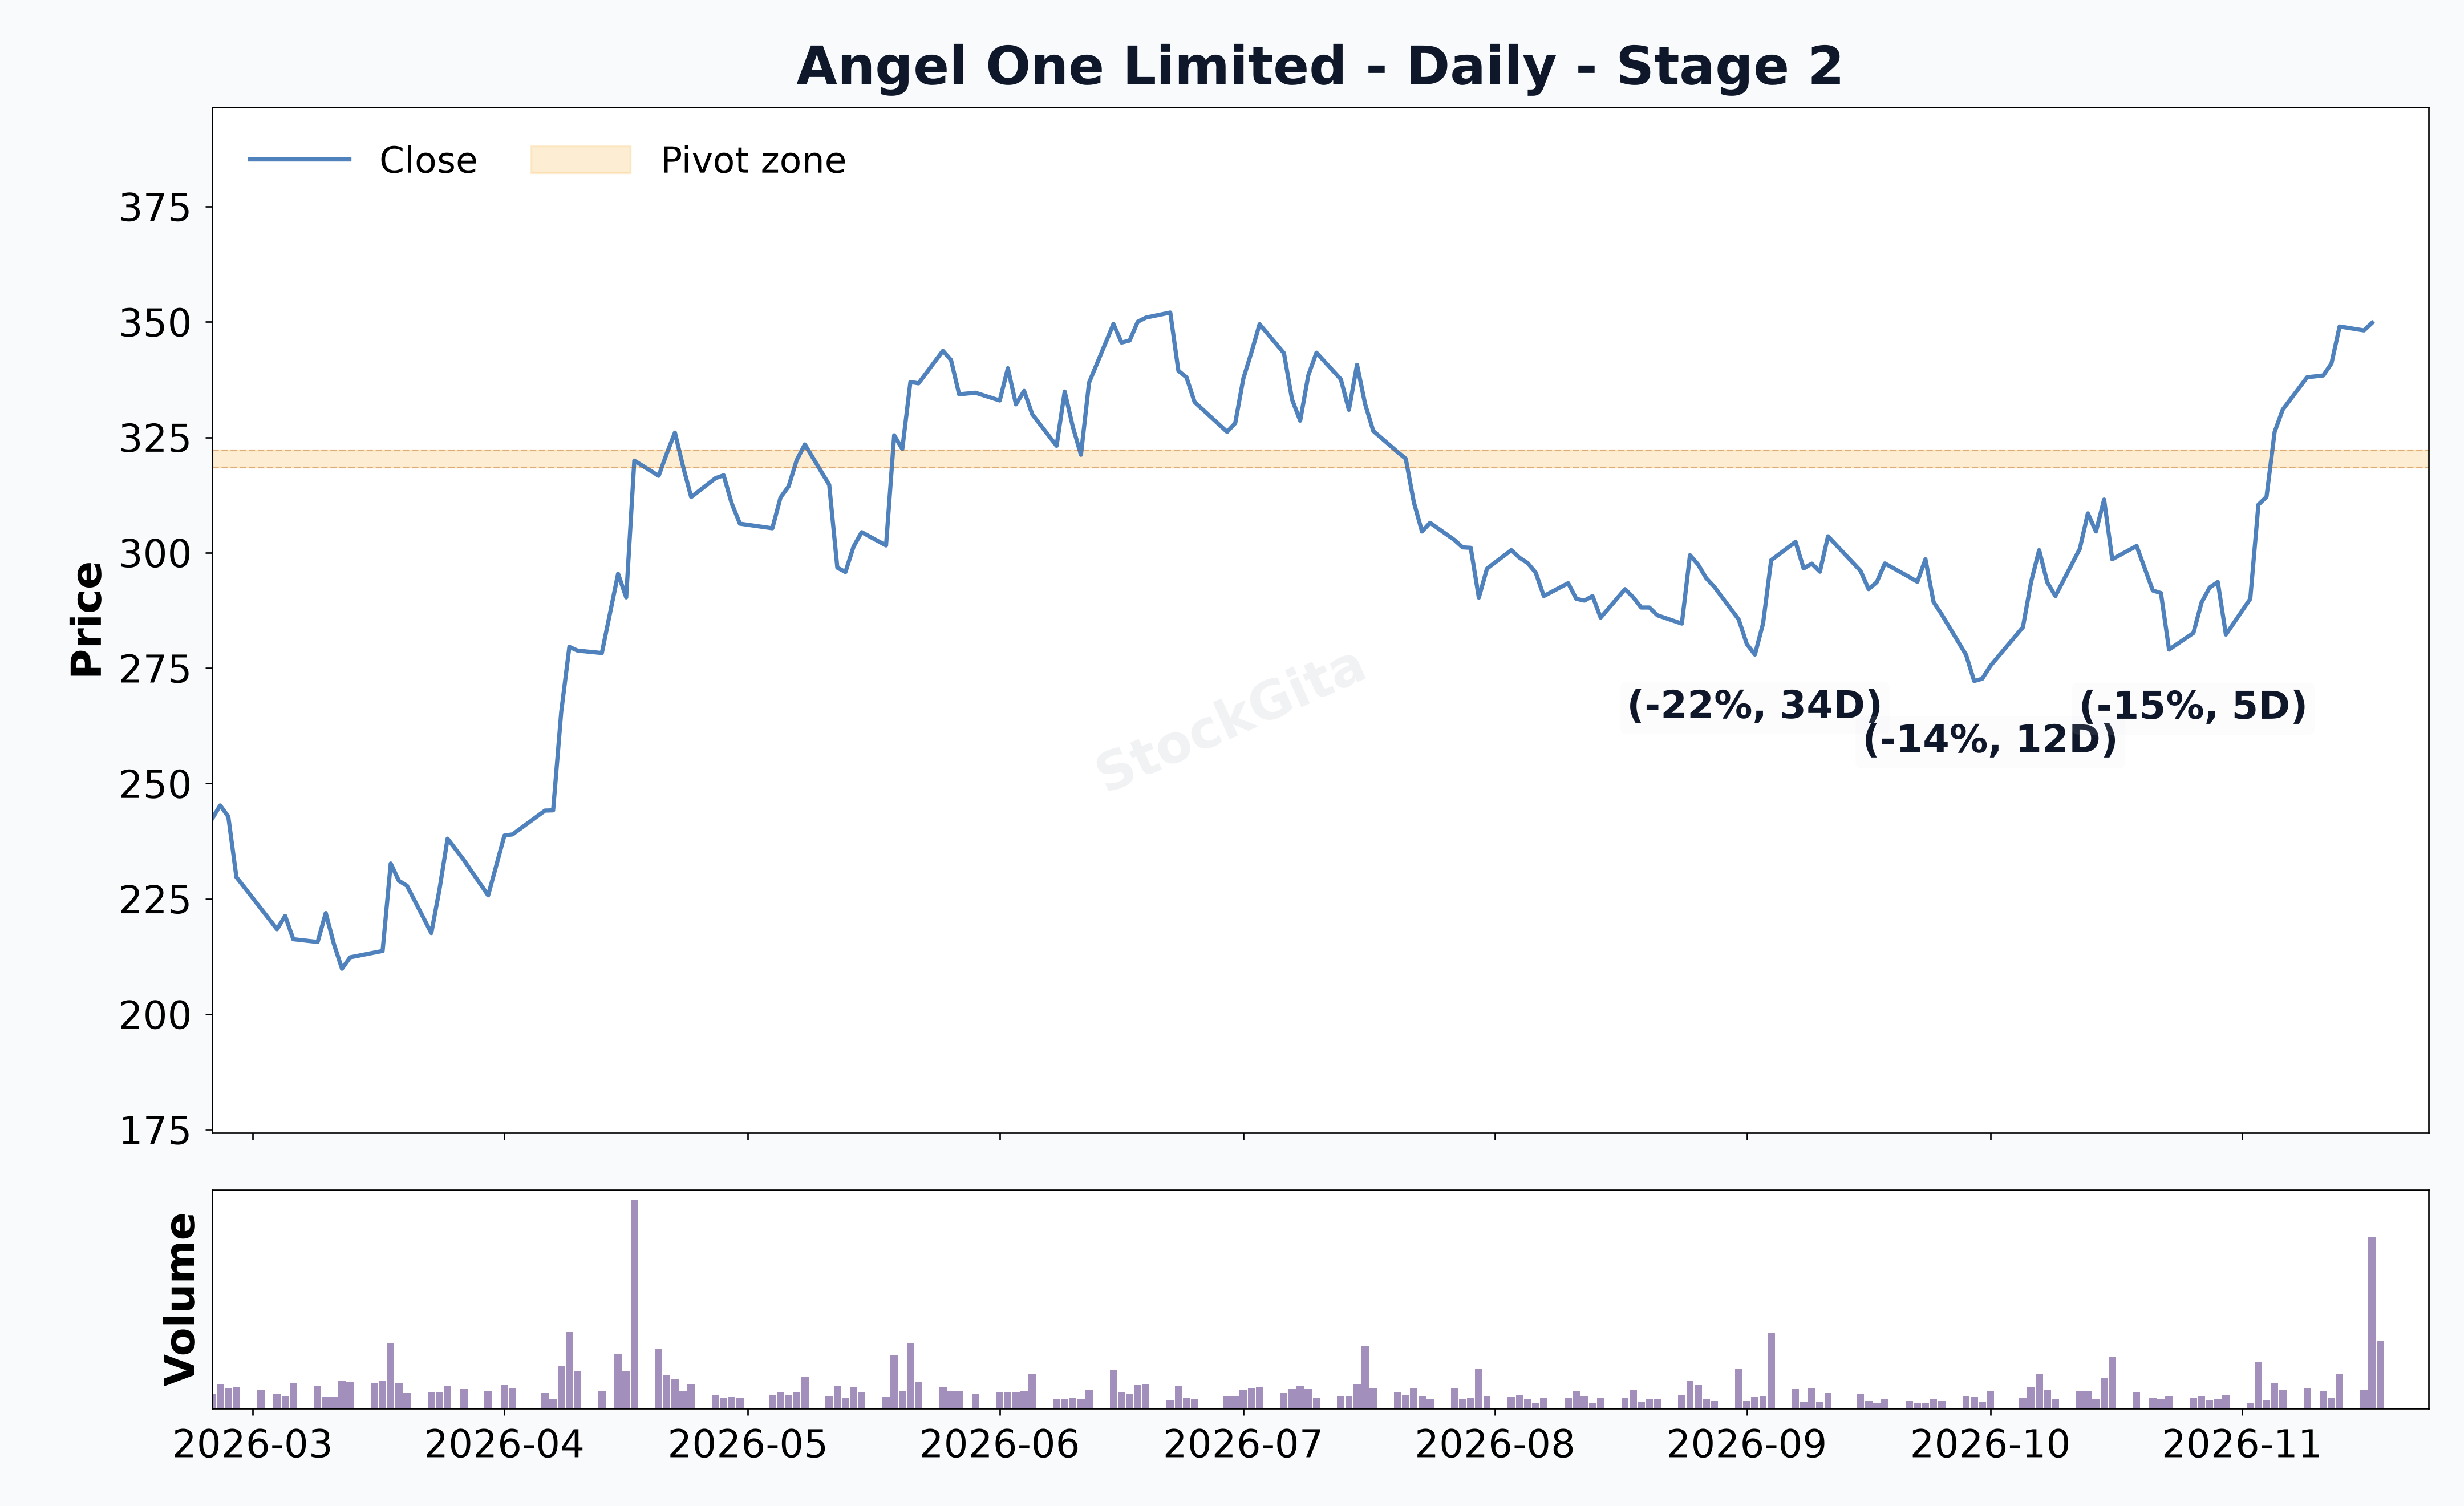 Angel One Limited - Daily - Stage 2
Close
Pivot zone
Price
375
350
325
300
275
250
225
200
175
StockGita
(-22%, 34D)
(-14%, 12D)
(-15%, 5D)
Volume
2026-03
2026-04
2026-05
2026-06
2026-07
2026-08
2026-09
2026-10
2026-11